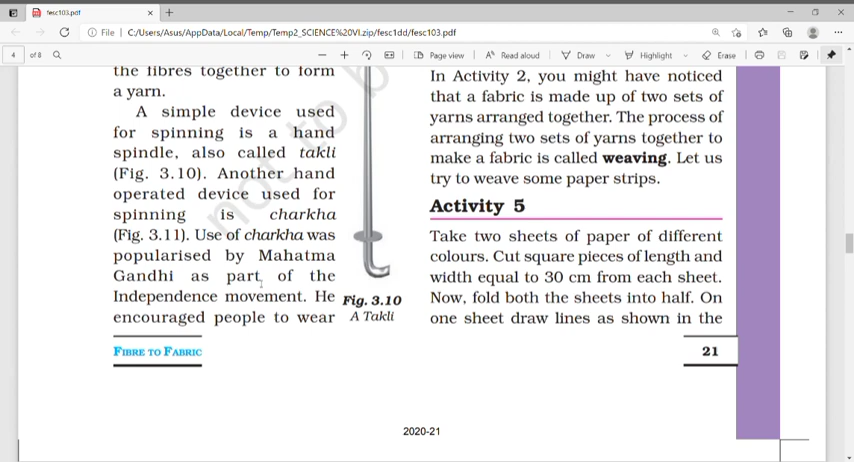 fesc103.pdf
File | C:/Users/Asus/AppData/Local/Temp/Temp2_SCIENCE%20VI.zip/fesc1dd/fesc103.pdf
4 of 8
Page view
Read aloud
Draw
Highlight
Erase
the fibres together to form
a yarn.
A simple device used
for spinning is a hand
spindle, also called takli
(Fig. 3.10). Another hand
operated device used for
spinning is charkha
(Fig. 3.11). Use of charkha was
popularised by Mahatma
Gandhi as part of the
Independence movement. He
encouraged people to wear
Fig. 3.10
A Takli
not to b
In Activity 2, you might have noticed
that a fabric is made up of two sets of
yarns arranged together. The process of
arranging two sets of yarns together to
make a fabric is called weaving. Let us
try to weave some paper strips.
Activity 5
Take two sheets of paper of different
colours. Cut square pieces of length and
width equal to 30 cm from each sheet.
Now, fold both the sheets into half. On
one sheet draw lines as shown in the
FIBRE TO FABRIC
21
2020-21